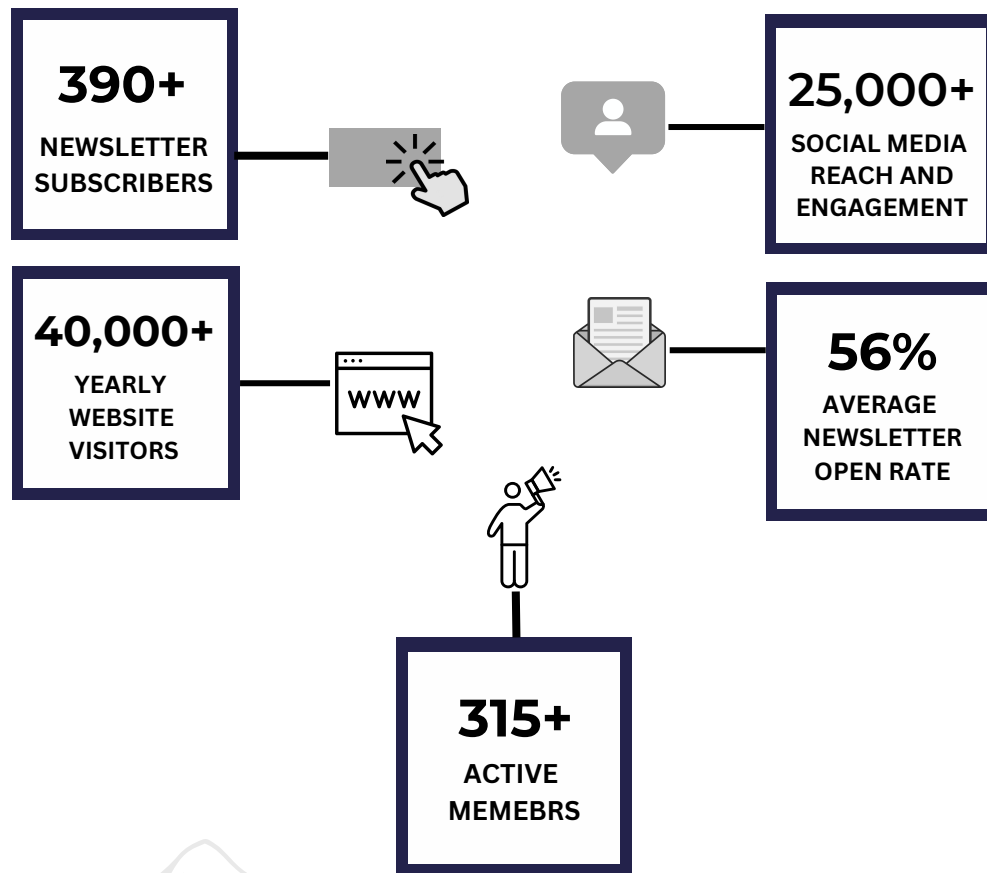 390+
NEWSLETTER
SUBSCRIBERS
25,000+
SOCIAL MEDIA
REACH AND
ENGAGEMENT
40,000+
YEARLY
WEBSITE
VISITORS
WWW
56%
AVERAGE
NEWSLETTER
OPEN RATE
315+
ACTIVE
MEMEBRS